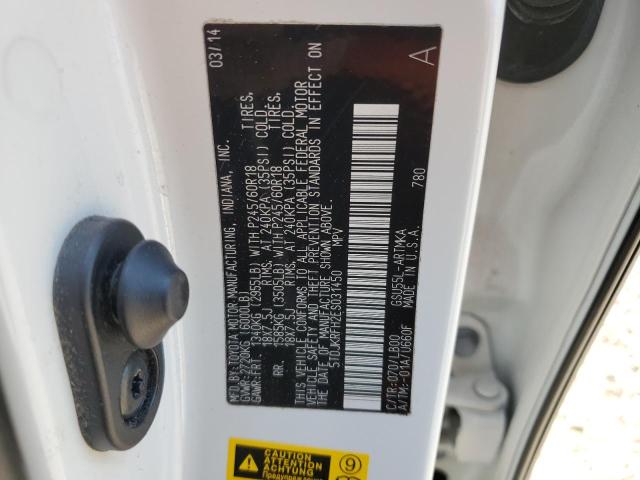 MFD.BY:TOYOTA MOTOR MANUFACTURING, INDIANA, INC. 03/14
GVWR:2720KG (6000LB)
GAWR:FRT. 1340KG (2955LB) WITH P245/60R18 TIRES,
18X7.5J RIMS, AT 240KPA (35PSI) COLD,
RR. 1585KG (3505LB) WITH P245/60R18 TIRES,
18X7.5J RIMS, AT 240KPA (35PSI) COLD,
THIS VEHICLE CONFORMS TO ALL APPLICABLE FEDERAL MOTOR
VEHICLE SAFETY AND THEFT PREVENTION STANDARDS IN EFFECT ON
THE DATE OF MANUFACTURE SHOWN ABOVE.
5TDJKRFH2ES031450 MPV A
780
C/TR:070/LB00 GSU55L-ARTMKA
A/TM:-01A/U660F MADE IN U.S.A.
CAUTION
ATTENTION
Предупреждение
9